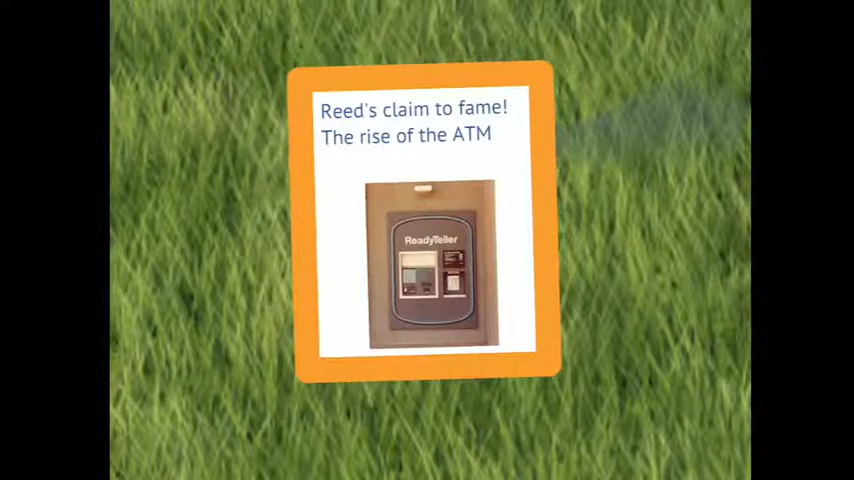 Reed's claim to fame!
The rise of the ATM
ReadyTeller